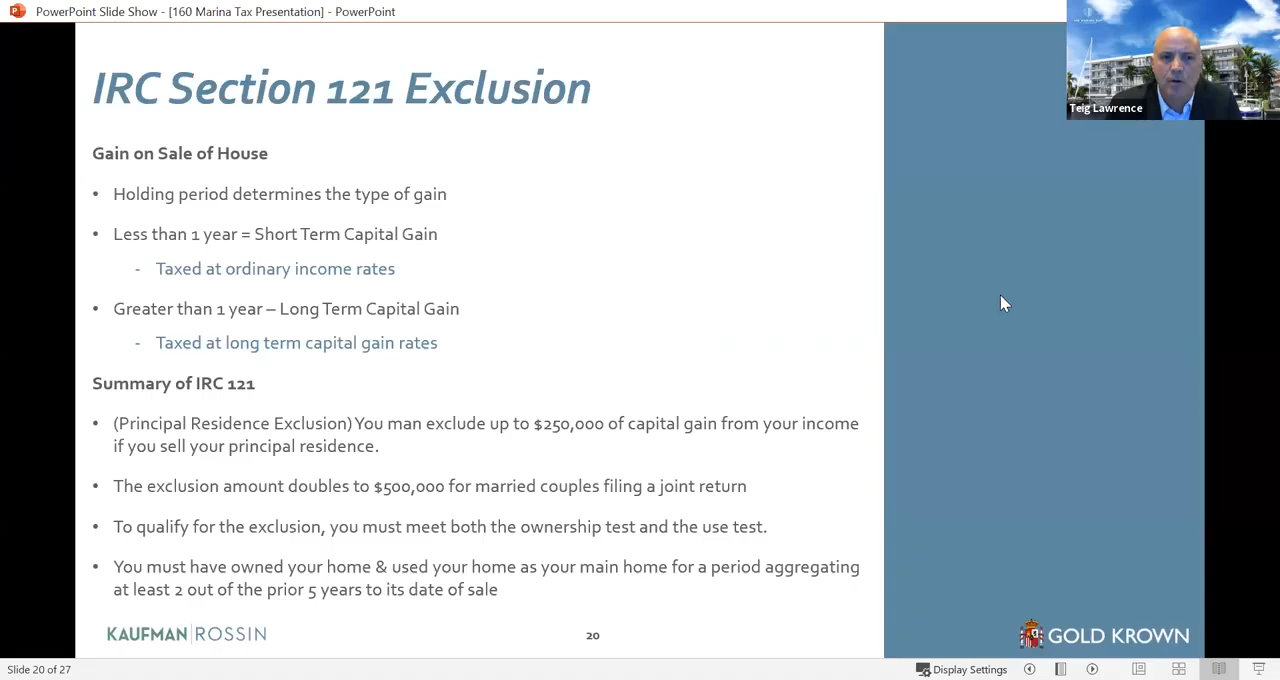 PowerPoint Slide Show - [160 Marina Tax Presentation] - PowerPoint
Teig Lawrence
IRC Section 121 Exclusion
Gain on Sale of House
• Holding period determines the type of gain
• Less than 1 year = Short Term Capital Gain
- Taxed at ordinary income rates
• Greater than 1 year – Long Term Capital Gain
- Taxed at long term capital gain rates
Summary of IRC 121
• (Principal Residence Exclusion) You man exclude up to $250,000 of capital gain from your income
if you sell your principal residence.
• The exclusion amount doubles to $500,000 for married couples filing a joint return
• To qualify for the exclusion, you must meet both the ownership test and the use test.
• You must have owned your home & used your home as your main home for a period aggregating
at least 2 out of the prior 5 years to its date of sale
KAUFMAN ROSSIN
20
GOLD KROWN
Slide 20 of 27
Display Settings